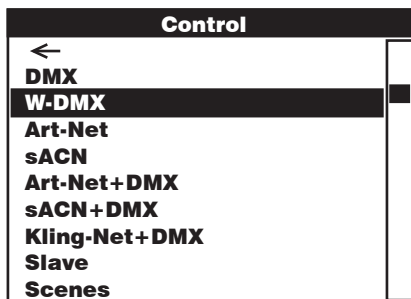 Control
←
DMX
W-DMX
Art-Net
sACN
Art-Net+DMX
sACN+DMX
Kling-Net+DMX
Slave
Scenes